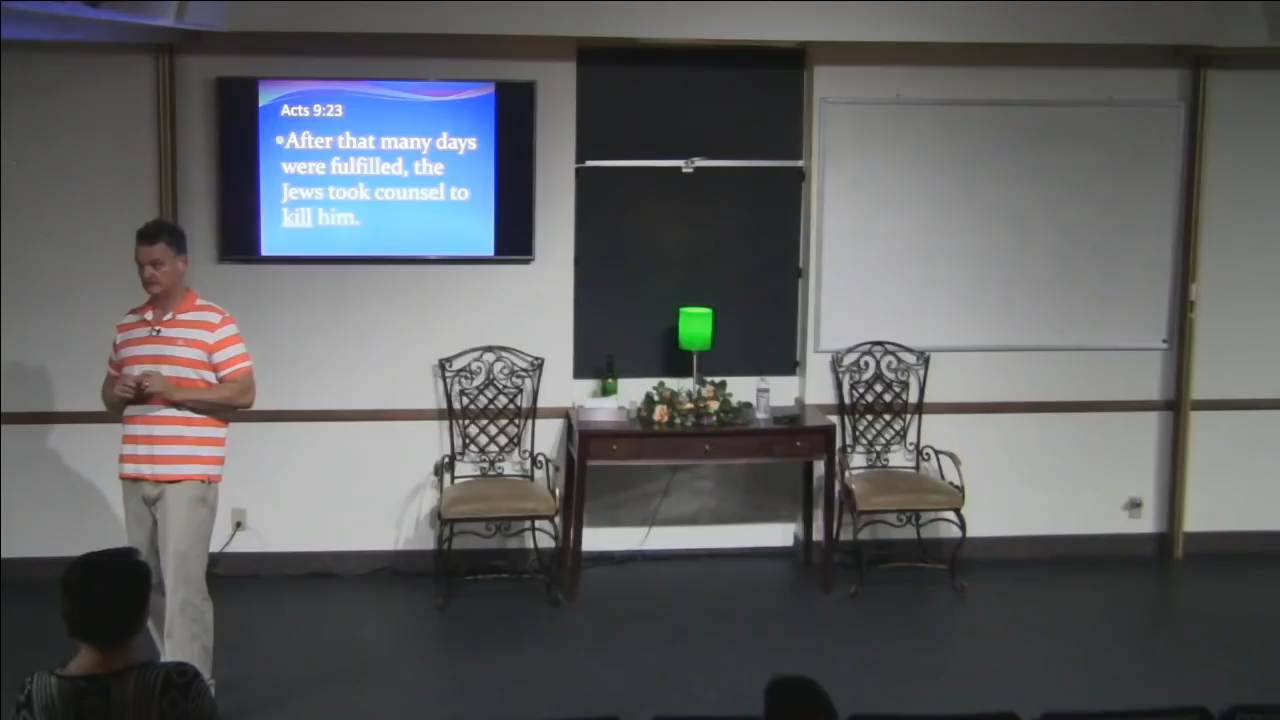 Acts 9:23
After that many days
were fulfilled, the
Jews took counsel to
kill him.